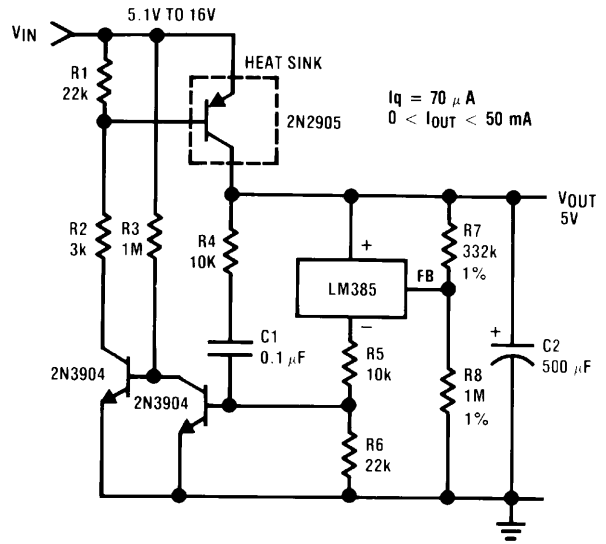 5.1V TO 16V
VIN
R1
22k
HEAT SINK
2N2905
Iq = 70 μA
0 < IOUT < 50 mA
VOUT
5V
R2
3k
R3
1M
R4
10K
R7
332k
1%
+
FB
LM385
−
C1
0.1 μF
R5
10k
+
C2
500 μF
R8
1M
1%
2N3904
2N3904
R6
22k